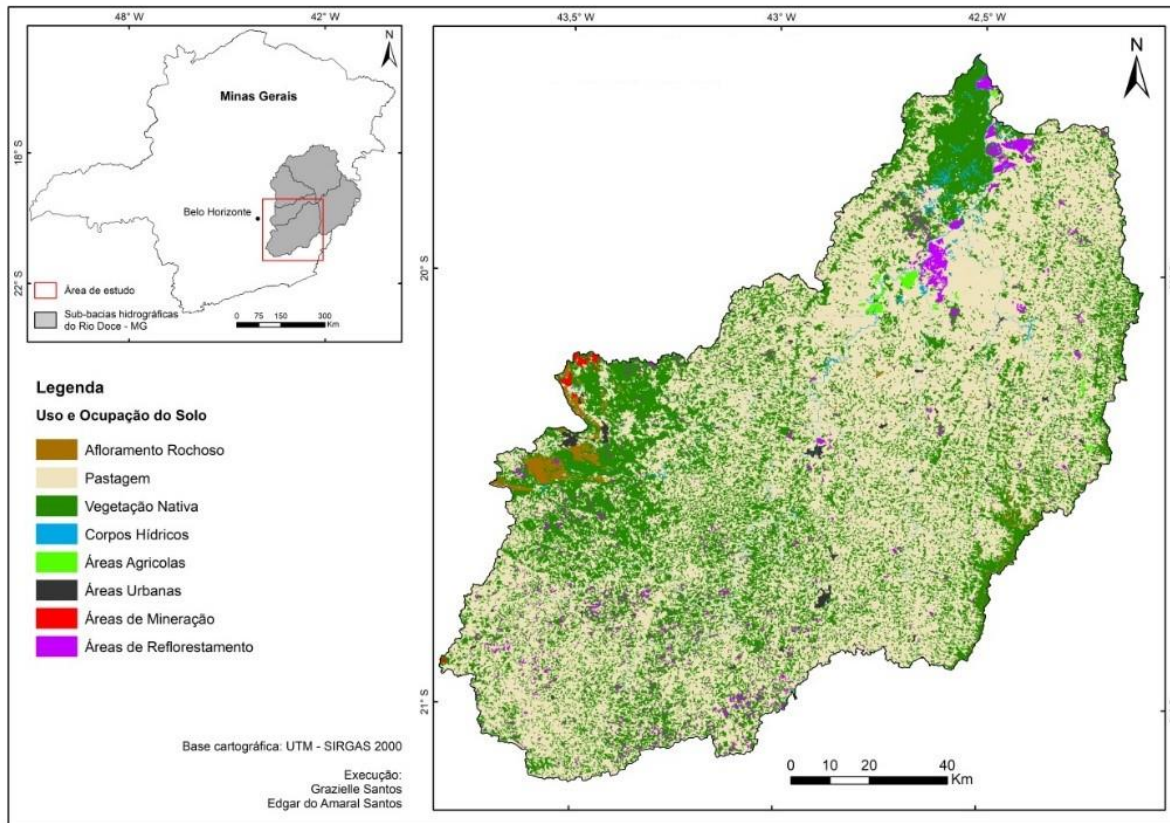 48° W
42° W
N
Minas Gerais
18° S
Belo Horizonte
22° S
Área de estudo
Sub-bacias hidrográficas
do Rio Doce - MG
0 75 150 300
Km
Legenda
Uso e Ocupação do Solo
Afloramento Rochoso
Pastagem
Vegetação Nativa
Corpos Hídricos
Áreas Agricolas
Áreas Urbanas
Áreas de Mineração
Áreas de Reflorestamento
Base cartográfica: UTM - SIRGAS 2000
Execução:
Grazielle Santos
Edgar do Amaral Santos
43,5° W
43° W
42,5° W
N
20° S
21° S
0 10 20 40
Km